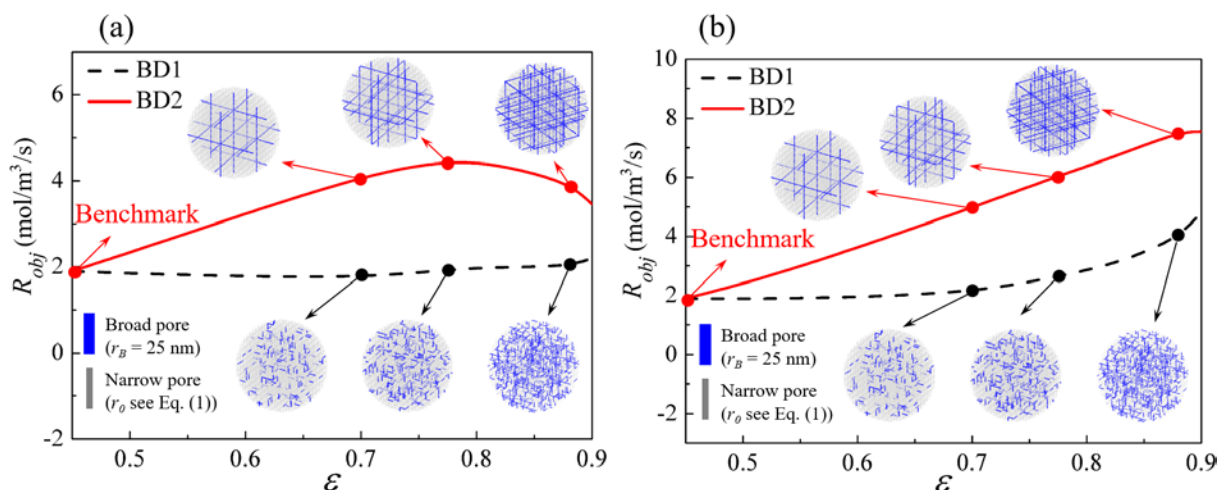 (a)
BD1
BD2
Benchmark
Broad pore
(r_B = 25 nm)
Narrow pore
(r_0 see Eq. (1))
R_obj (mol/m³/s)
6
4
2
0
-2
0.5
0.6
0.7
0.8
0.9
ε
(b)
BD1
BD2
Benchmark
Broad pore
(r_B = 25 nm)
Narrow pore
(r_0 see Eq. (1))
R_obj (mol/m³/s)
10
8
6
4
2
0
-2
0.5
0.6
0.7
0.8
0.9
ε